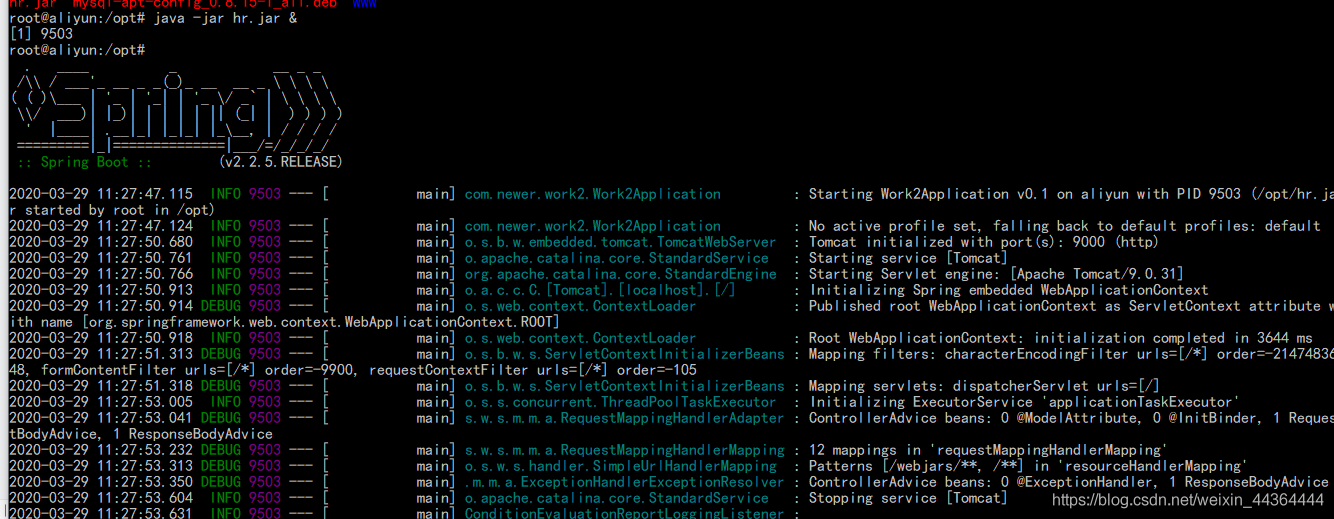 hr.jar mysql-apt-config_0.8.15-1_all.deb www
root@aliyun:/opt# java -jar hr.jar &
[1] 9503
root@aliyun:/opt#
:: Spring Boot :: (v2.2.5.RELEASE)
2020-03-29 11:27:47.115 INFO 9503 --- [ main] com.newer.work2.Work2Application : Starting Work2Application v0.1 on aliyun with PID 9503 (/opt/hr.ja
r started by root in /opt)
2020-03-29 11:27:47.124 INFO 9503 --- [ main] com.newer.work2.Work2Application : No active profile set, falling back to default profiles: default
2020-03-29 11:27:50.680 INFO 9503 --- [ main] o.s.b.w.embedded.tomcat.TomcatWebServer : Tomcat initialized with port(s): 9000 (http)
2020-03-29 11:27:50.761 INFO 9503 --- [ main] o.apache.catalina.core.StandardService : Starting service [Tomcat]
2020-03-29 11:27:50.766 INFO 9503 --- [ main] org.apache.catalina.core.StandardEngine : Starting Servlet engine: [Apache Tomcat/9.0.31]
2020-03-29 11:27:50.913 INFO 9503 --- [ main] o.a.c.c.C.[Tomcat].[localhost].[/] : Initializing Spring embedded WebApplicationContext
2020-03-29 11:27:50.914 DEBUG 9503 --- [ main] o.s.web.context.ContextLoader : Published root WebApplicationContext as ServletContext attribute w
ith name [org.springframework.web.context.WebApplicationContext.ROOT]
2020-03-29 11:27:50.918 INFO 9503 --- [ main] o.s.web.context.ContextLoader : Root WebApplicationContext: initialization completed in 3644 ms
2020-03-29 11:27:51.313 DEBUG 9503 --- [ main] o.s.b.w.s.ServletContextInitializerBeans : Mapping filters: characterEncodingFilter urls=[/*] order=-21474836
48, formContentFilter urls=[/*] order=-9900, requestContextFilter urls=[/*] order=-105
2020-03-29 11:27:51.318 DEBUG 9503 --- [ main] o.s.b.w.s.ServletContextInitializerBeans : Mapping servlets: dispatcherServlet urls=[/]
2020-03-29 11:27:53.005 INFO 9503 --- [ main] o.s.s.concurrent.ThreadPoolTaskExecutor : Initializing ExecutorService 'applicationTaskExecutor'
2020-03-29 11:27:53.041 DEBUG 9503 --- [ main] s.w.s.m.m.a.RequestMappingHandlerAdapter : ControllerAdvice beans: 0 @ModelAttribute, 0 @InitBinder, 1 Reques
tBodyAdvice, 1 ResponseBodyAdvice
2020-03-29 11:27:53.232 DEBUG 9503 --- [ main] s.w.s.m.m.a.RequestMappingHandlerMapping : 12 mappings in 'requestMappingHandlerMapping'
2020-03-29 11:27:53.313 DEBUG 9503 --- [ main] o.s.w.s.handler.SimpleUrlHandlerMapping : Patterns [/webjars/**, /**] in 'resourceHandlerMapping'
2020-03-29 11:27:53.350 DEBUG 9503 --- [ main] .m.m.a.ExceptionHandlerExceptionResolver : ControllerAdvice beans: 0 @ExceptionHandler, 1 ResponseBodyAdvice
2020-03-29 11:27:53.604 INFO 9503 --- [ main] o.apache.catalina.core.StandardService : Stopping service [Tomcat]
2020-03-29 11:27:53.631 INFO 9503 --- [ main] ConditionEvaluationReportLoggingListener :
https://blog.csdn.net/weixin_44364444